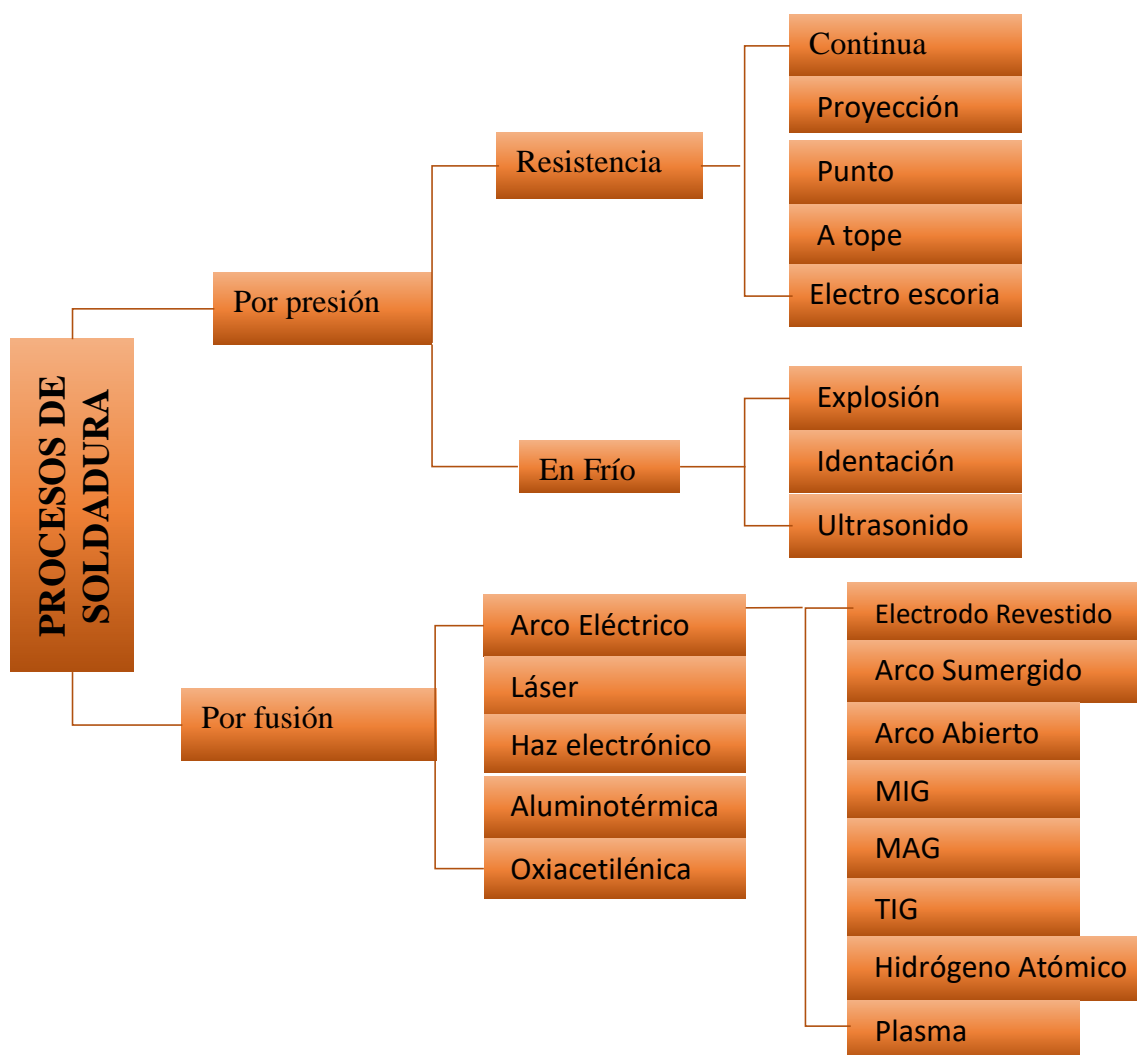 PROCESOS DE
SOLDADURA
Por presión
Resistencia
Continua
Proyección
Punto
A tope
Electro escoria
En Frío
Explosión
Identación
Ultrasonido
Por fusión
Arco Eléctrico
Electrodo Revestido
Arco Sumergido
Arco Abierto
MIG
MAG
TIG
Hidrógeno Atómico
Plasma
Láser
Haz electrónico
Aluminotérmica
Oxiacetilénica